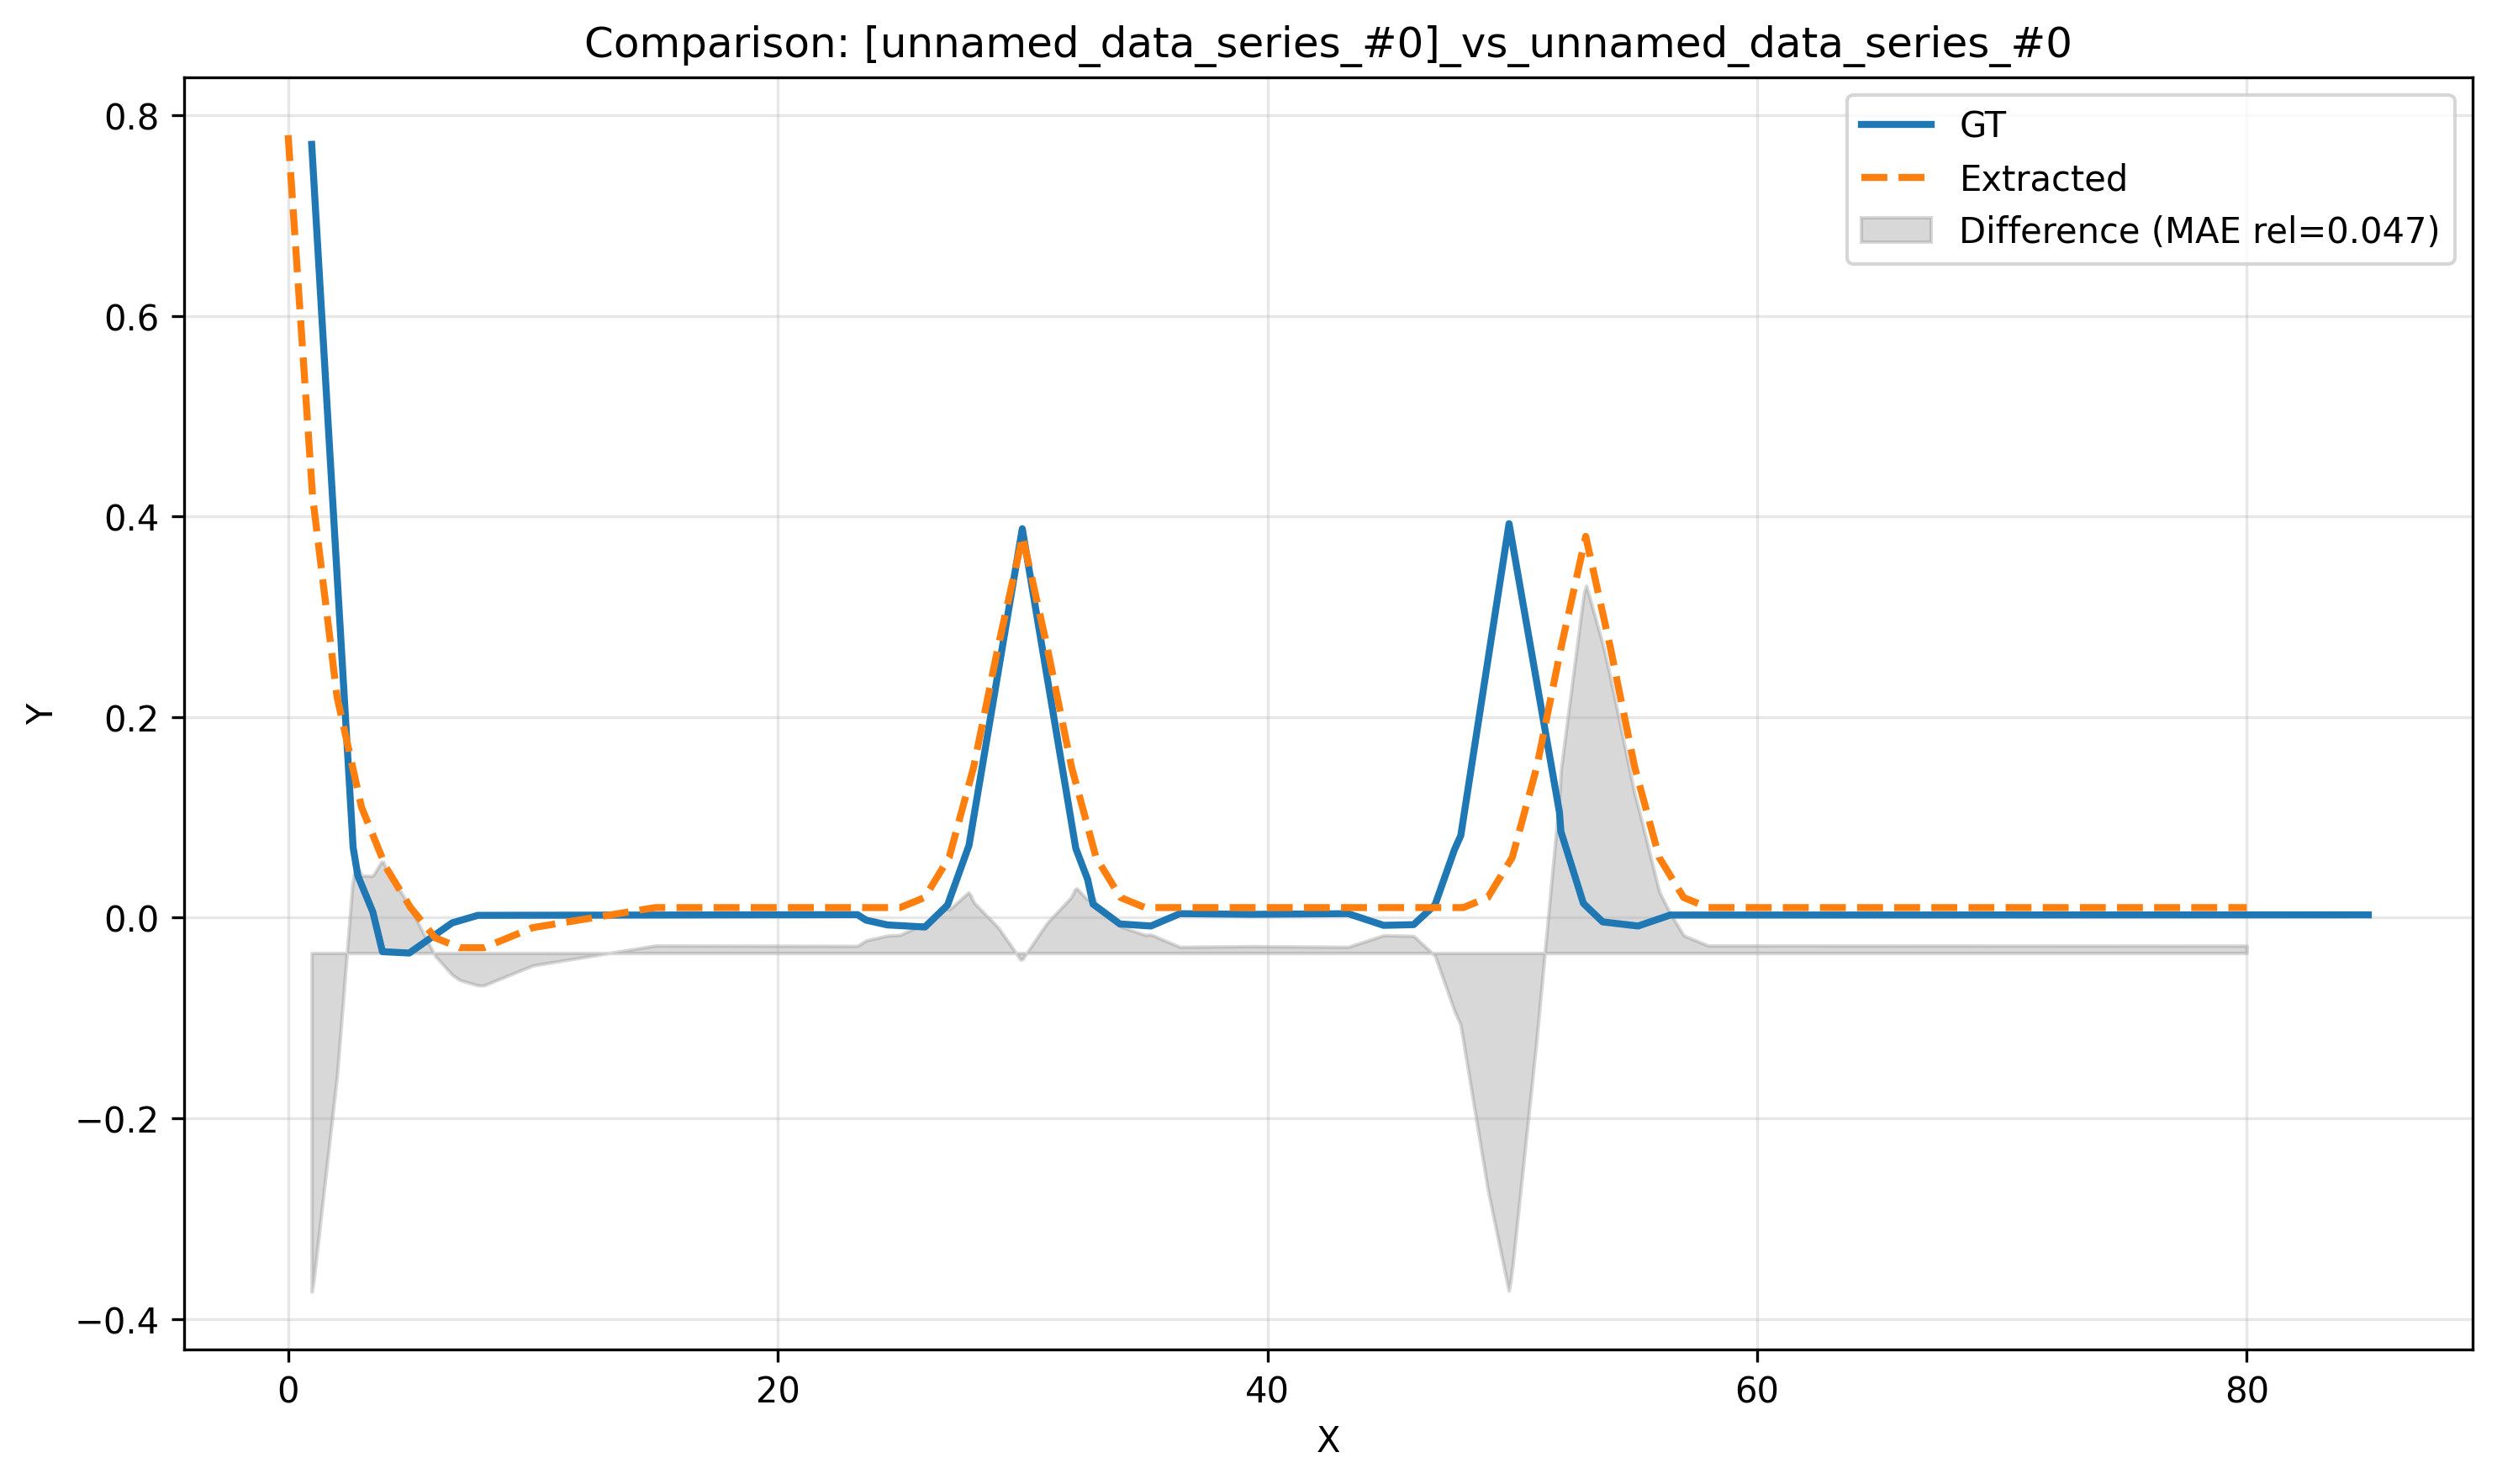 Comparison: [unnamed_data_series_#0]_vs_unnamed_data_series_#0
GT
Extracted
Difference (MAE rel=0.047)
Y
0.8
0.6
0.4
0.2
0.0
−0.2
−0.4
0 20 40 60 80
X